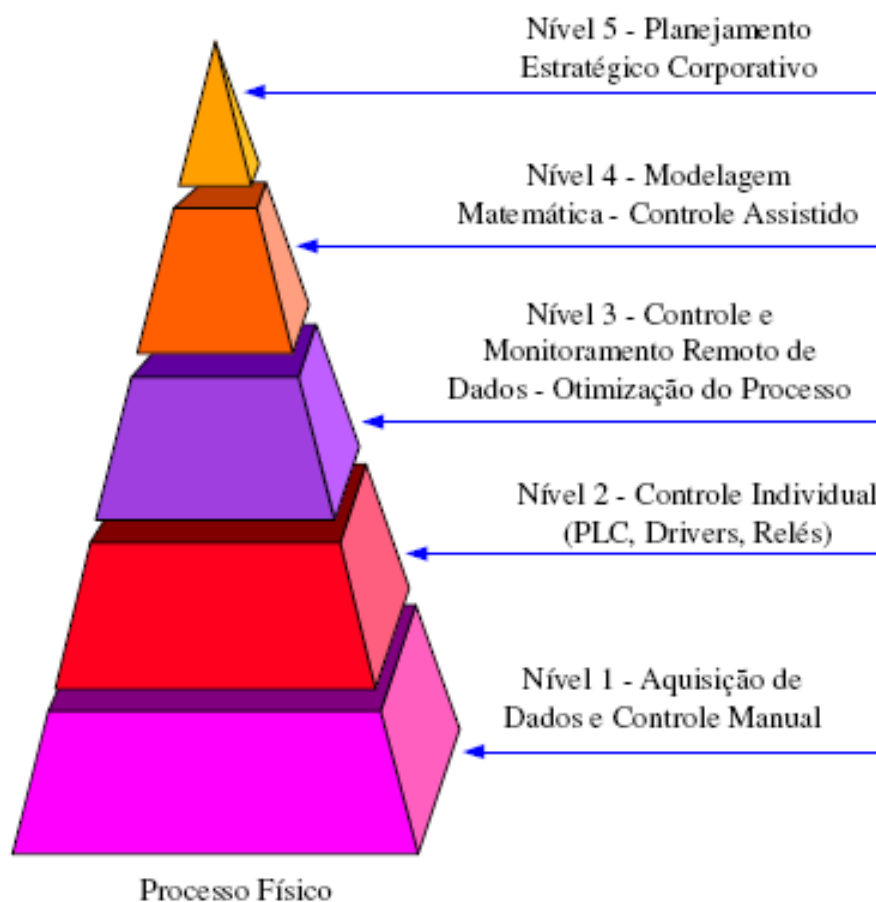 Nível 5 - Planejamento
Estratégico Corporativo
Nível 4 - Modelagem
Matemática - Controle Assistido
Nível 3 - Controle e
Monitoramento Remoto de
Dados - Otimização do Processo
Nível 2 - Controle Individual
(PLC, Drivers, Relés)
Nível 1 - Aquisição de
Dados e Controle Manual
Processo Físico